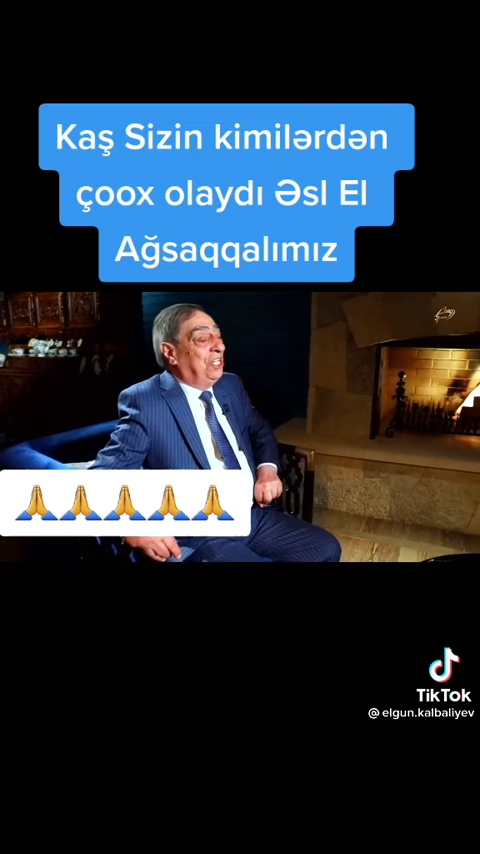 Kaş Sizin kimilərdən
çoox olaydı Əsl El
Ağsaqqalımız
TikTok
@ elgun.kalbaliyev